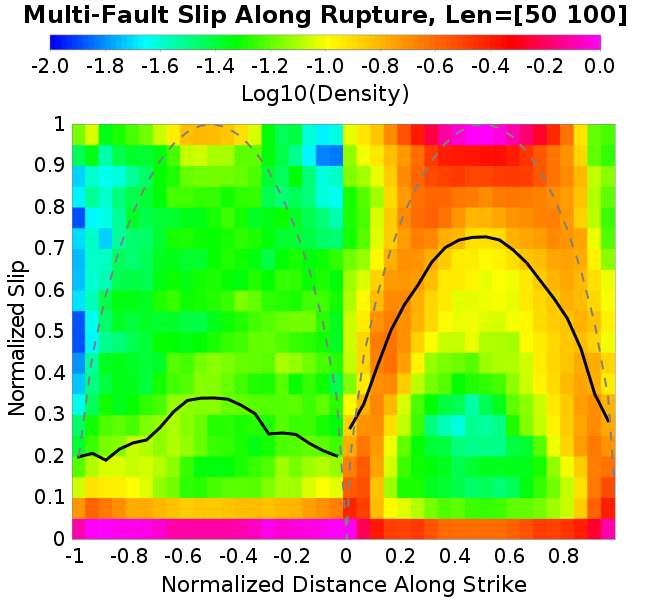 Multi-Fault Slip Along Rupture, Len=[50 100]
-2.0 -1.8 -1.6 -1.4 -1.2 -1.0 -0.8 -0.6 -0.4 -0.2 0.0
Log10(Density)
1
0.9
0.8
0.7
0.6
0.5
0.4
0.3
0.2
0.1
0
Normalized Slip
-1 -0.8 -0.6 -0.4 -0.2 0 0.2 0.4 0.6 0.8
Normalized Distance Along Strike